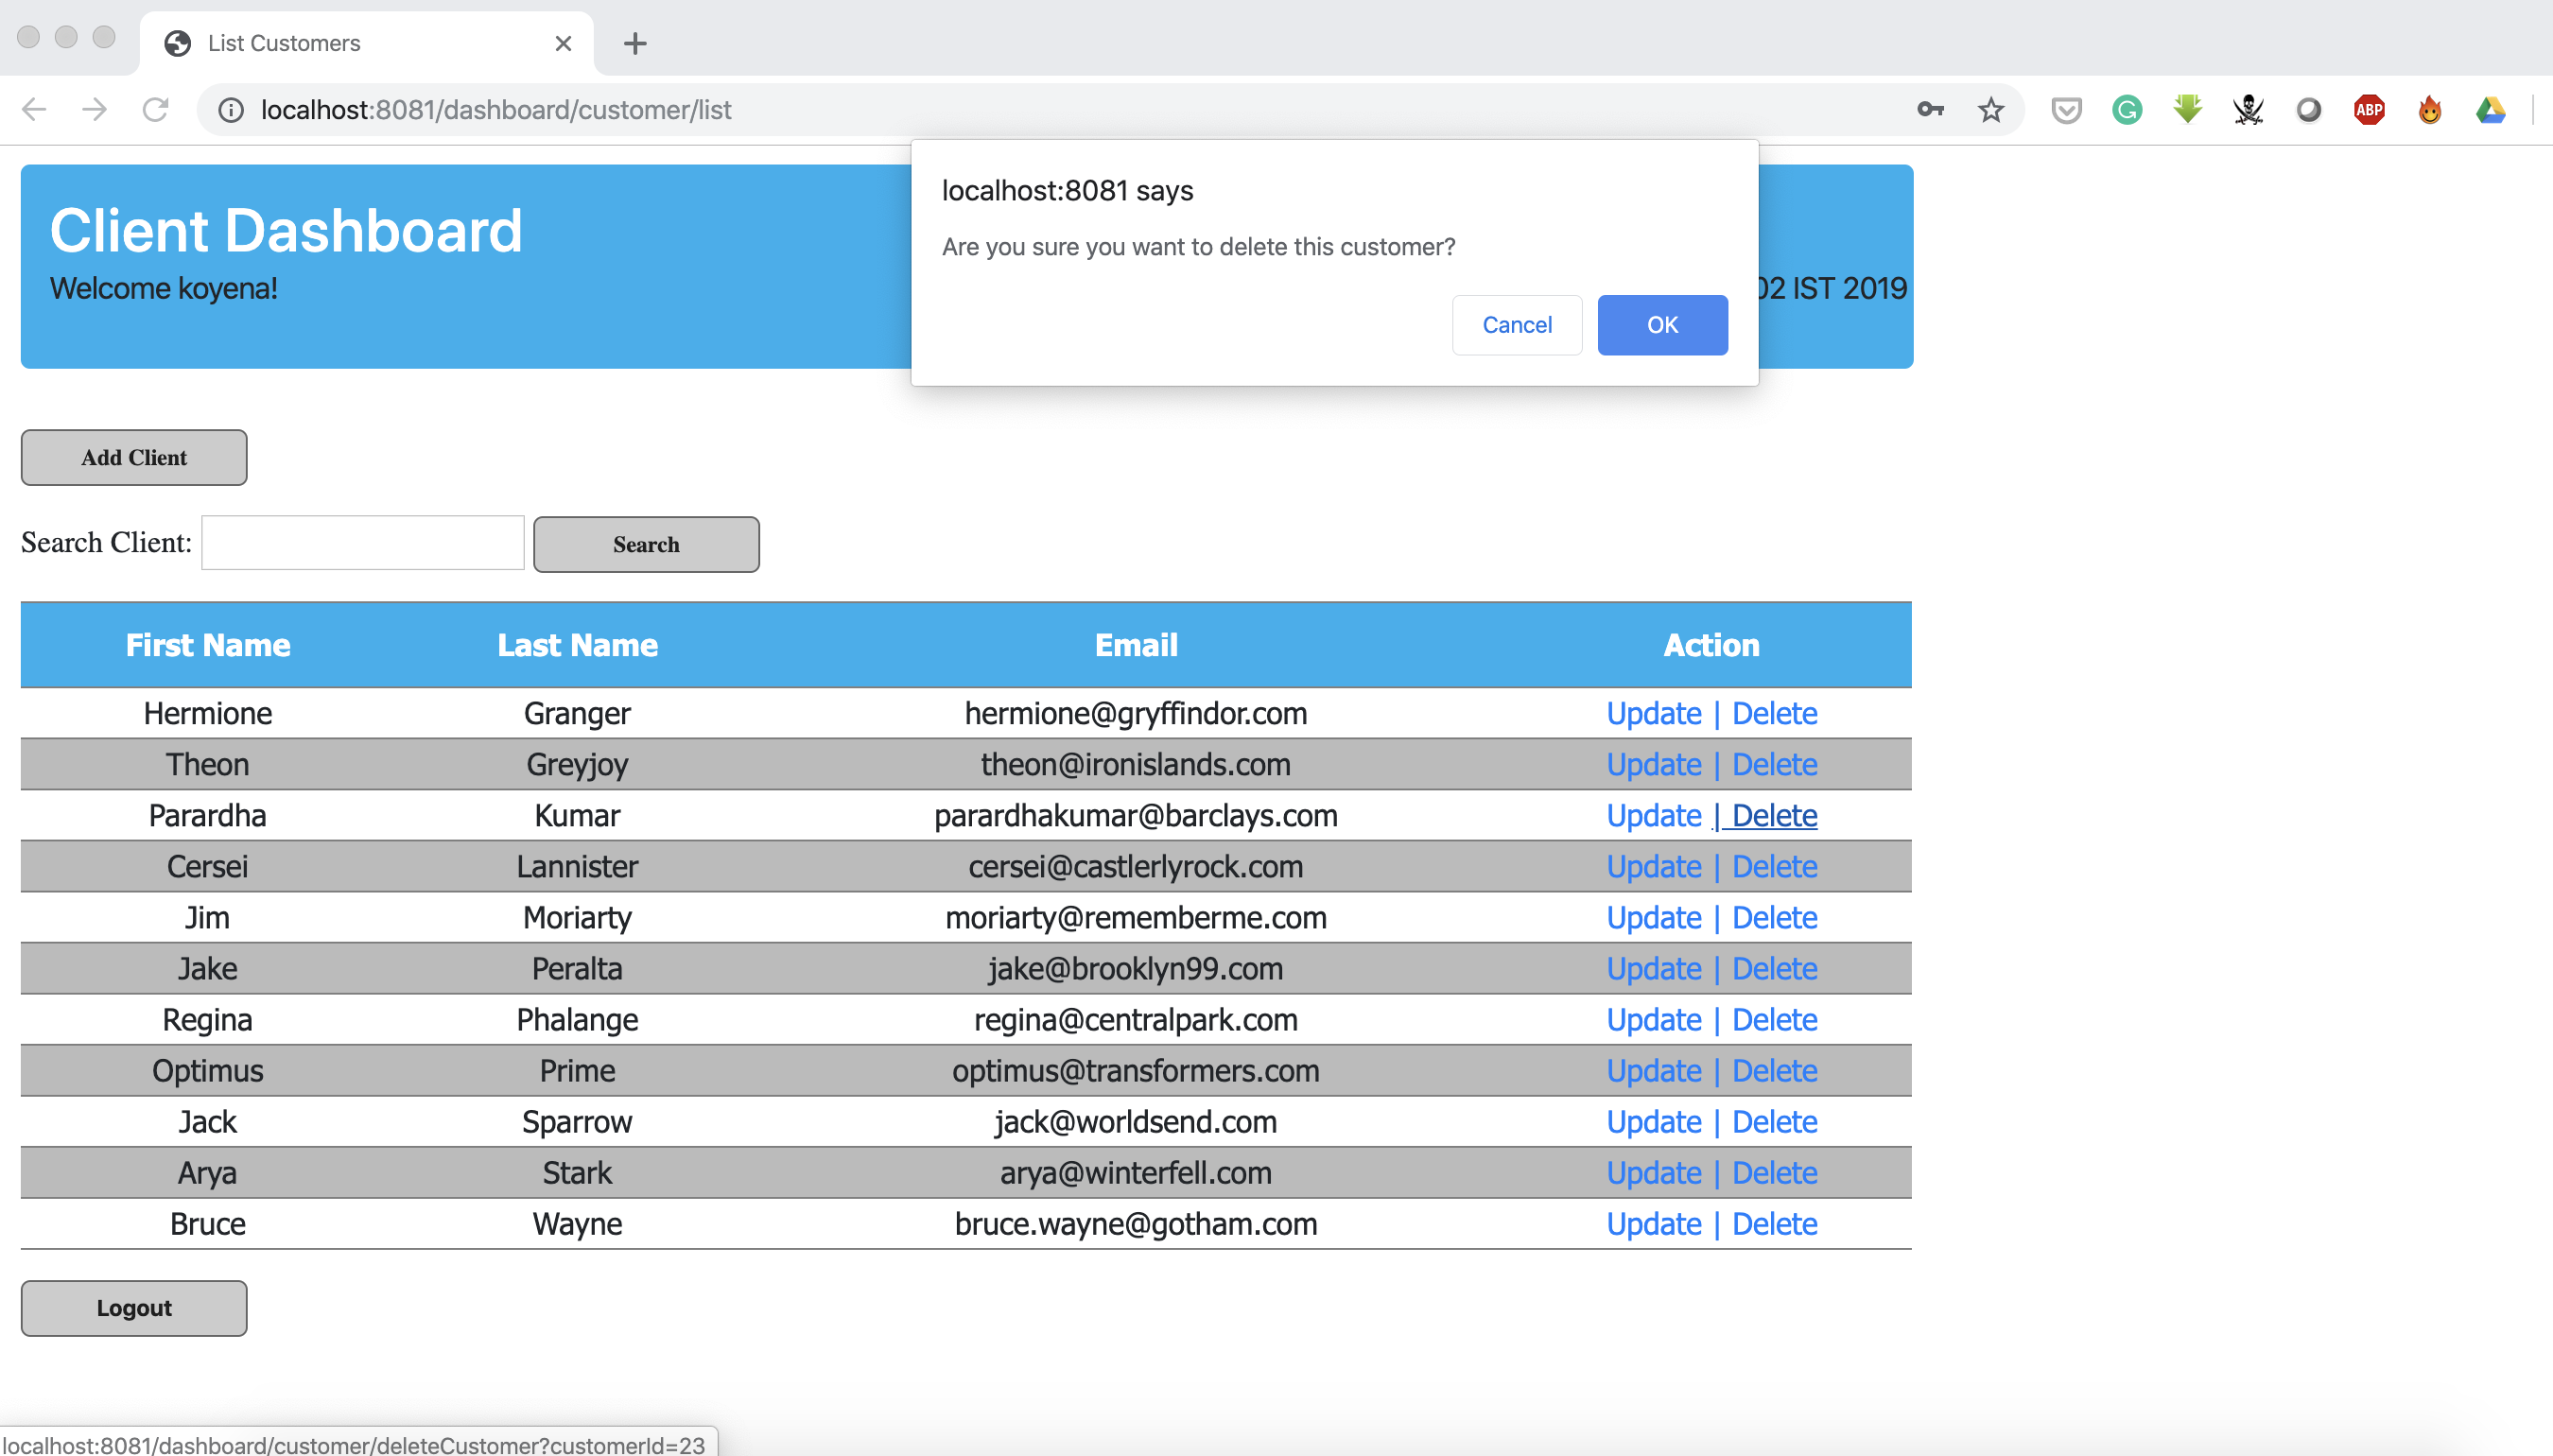 List Customers
localhost:8081/dashboard/customer/list
ABP
localhost:8081 says
Are you sure you want to delete this customer?
Cancel OK
Client Dashboard
Welcome koyena! 02 IST 2019
Add Client
Search Client: Search
First Name Last Name Email Action
Hermione Granger hermione@gryffindor.com Update | Delete
Theon Greyjoy theon@ironislands.com Update | Delete
Parardha Kumar parardhakumar@barclays.com Update | Delete
Cersei Lannister cersei@castlerlyrock.com Update | Delete
Jim Moriarty moriarty@rememberme.com Update | Delete
Jake Peralta jake@brooklyn99.com Update | Delete
Regina Phalange regina@centralpark.com Update | Delete
Optimus Prime optimus@transformers.com Update | Delete
Jack Sparrow jack@worldsend.com Update | Delete
Arya Stark arya@winterfell.com Update | Delete
Bruce Wayne bruce.wayne@gotham.com Update | Delete
Logout
localhost:8081/dashboard/customer/deleteCustomer?customerId=23